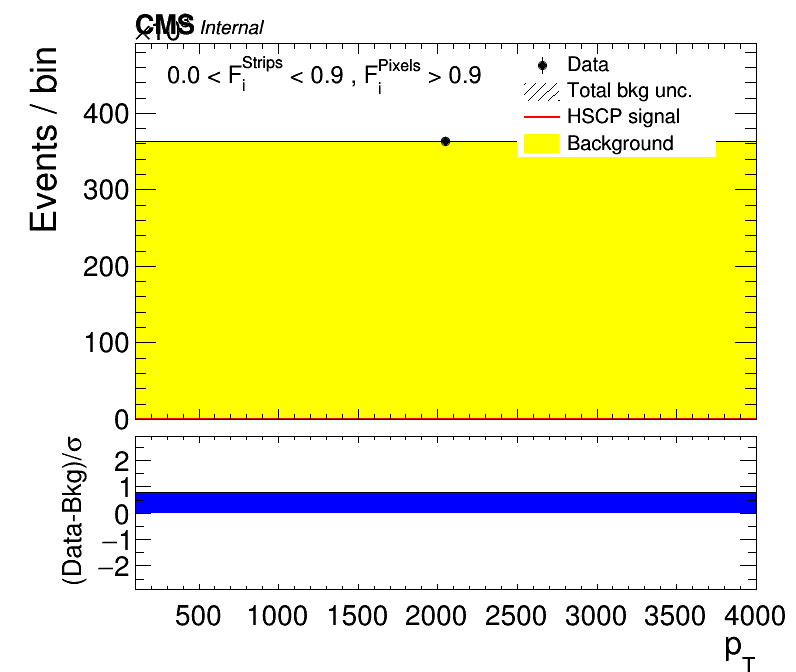 CMS Internal
0.0 < F_i^Strips < 0.9 , F_i^Pixels > 0.9
Data
Total bkg unc.
HSCP signal
Background
Events / bin
400
300
200
100
0
(Data-Bkg)/σ
2
1
0
−1
−2
500 1000 1500 2000 2500 3000 3500 4000
p_T